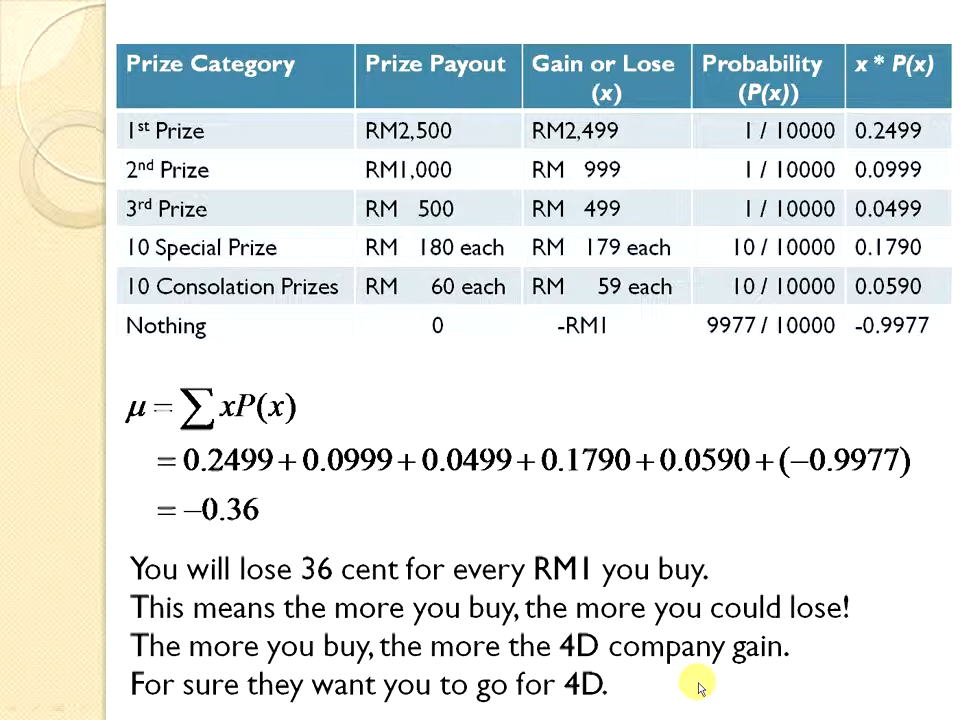 Prize Category Prize Payout Gain or Lose (x) Probability (P(x)) x * P(x)
1st Prize RM2,500 RM2,499 1 / 10000 0.2499
2nd Prize RM1,000 RM 999 1 / 10000 0.0999
3rd Prize RM 500 RM 499 1 / 10000 0.0499
10 Special Prize RM 180 each RM 179 each 10 / 10000 0.1790
10 Consolation Prizes RM 60 each RM 59 each 10 / 10000 0.0590
Nothing 0 -RM1 9977 / 10000 -0.9977
μ = ∑ xP(x)
= 0.2499 + 0.0999 + 0.0499 + 0.1790 + 0.0590 + (−0.9977)
= −0.36
You will lose 36 cent for every RM1 you buy.
This means the more you buy, the more you could lose!
The more you buy, the more the 4D company gain.
For sure they want you to go for 4D.